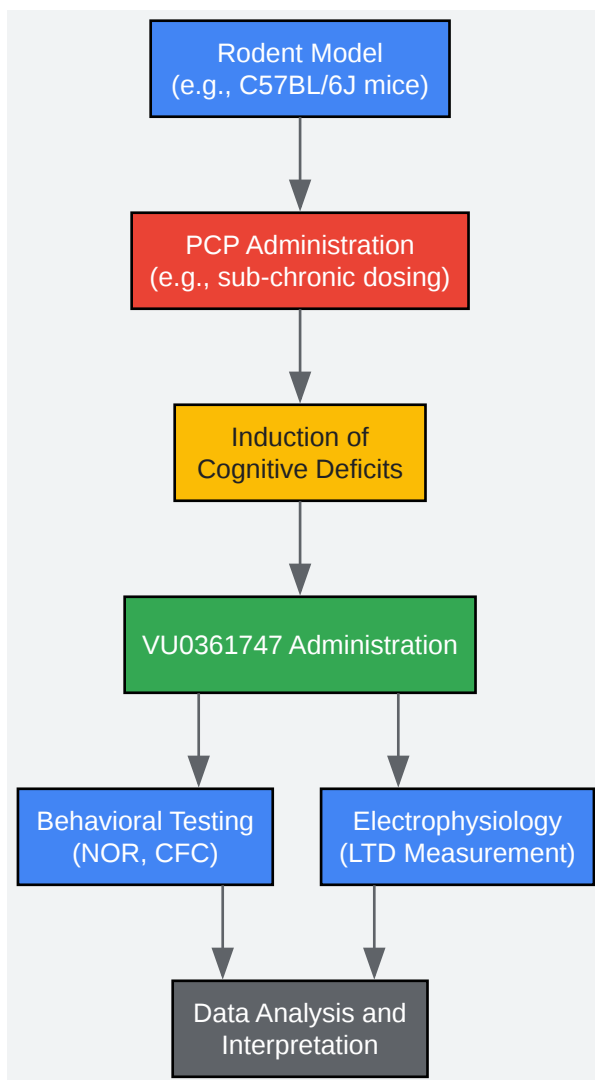 Rodent Model
(e.g., C57BL/6J mice)
PCP Administration
(e.g., sub-chronic dosing)
Induction of
Cognitive Deficits
VU0361747 Administration
Behavioral Testing
(NOR, CFC)
Electrophysiology
(LTD Measurement)
Data Analysis and
Interpretation